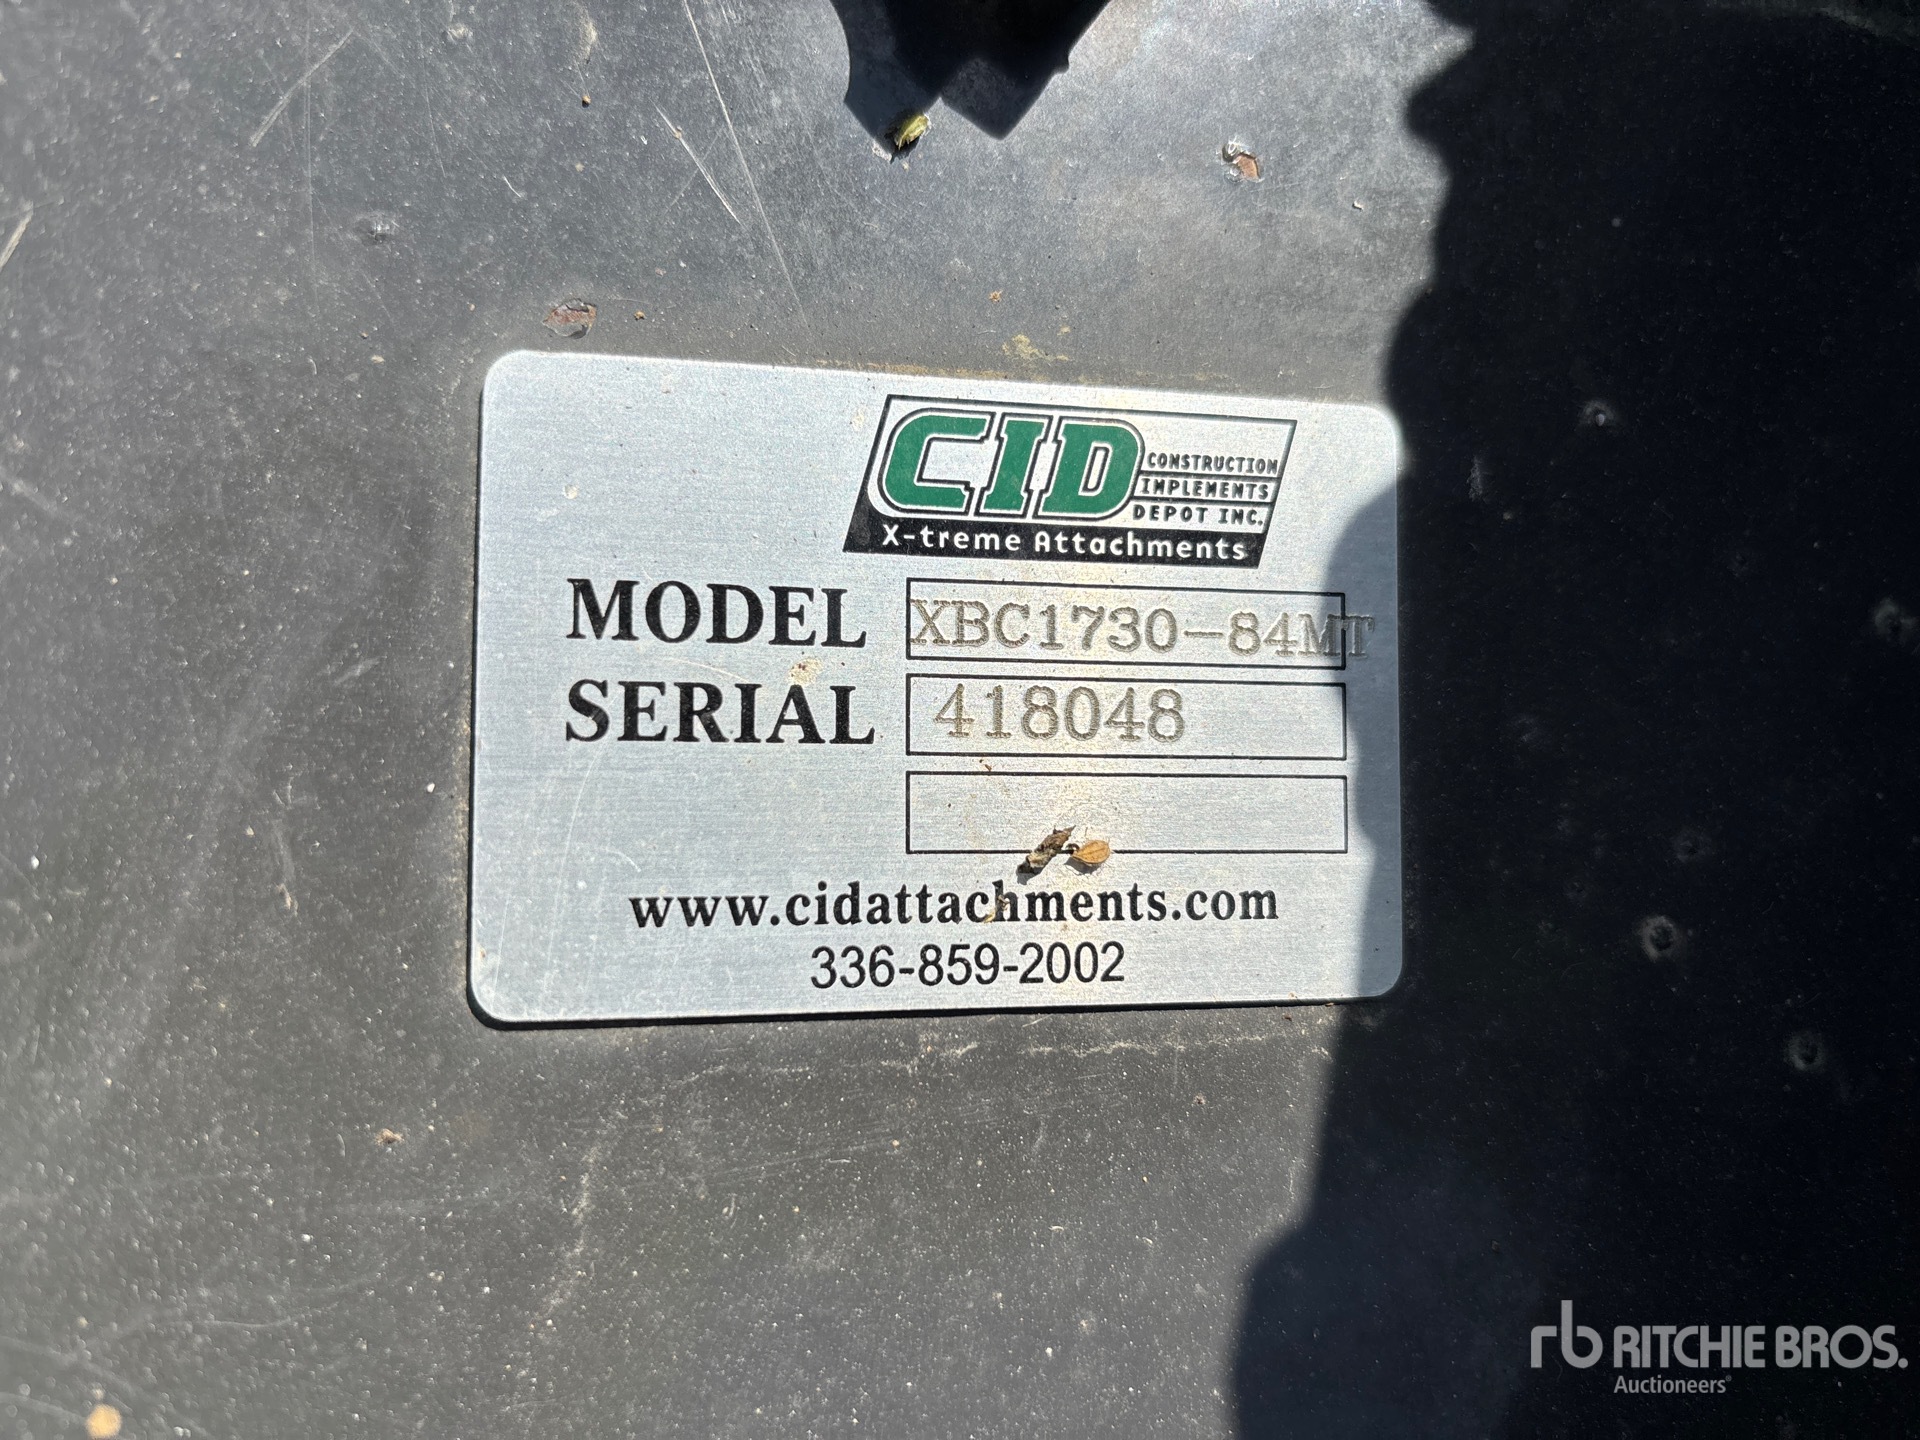 CID
CONSTRUCTION
IMPLEMENTS
DEPOT INC.
X-treme Attachments
MODEL XBC1730-84MT
SERIAL 418048
www.cidattachments.com
336-859-2002
rb RITCHIE BROS.
Auctioneers